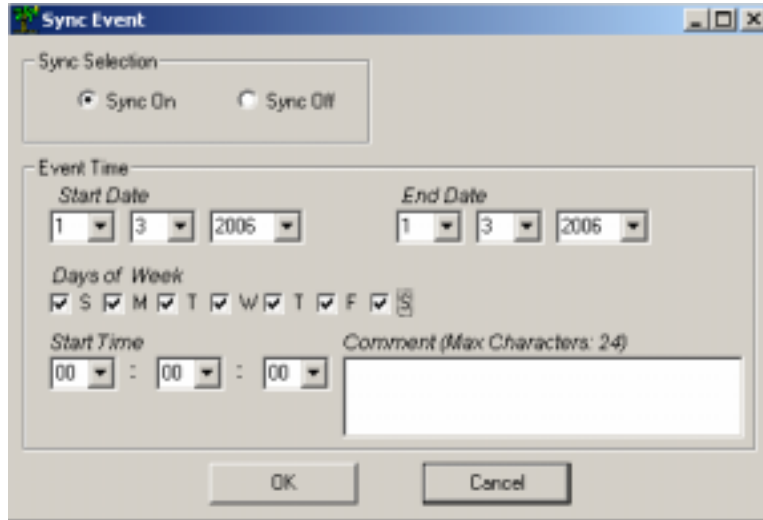 Sync Event
Sync Selection
Sync On Sync Off
Event Time
Start Date End Date
1 3 2006 1 3 2006
Days of Week
S M T W T F S
Start Time Comment (Max Characters: 24)
00 : 00 : 00
OK Cancel